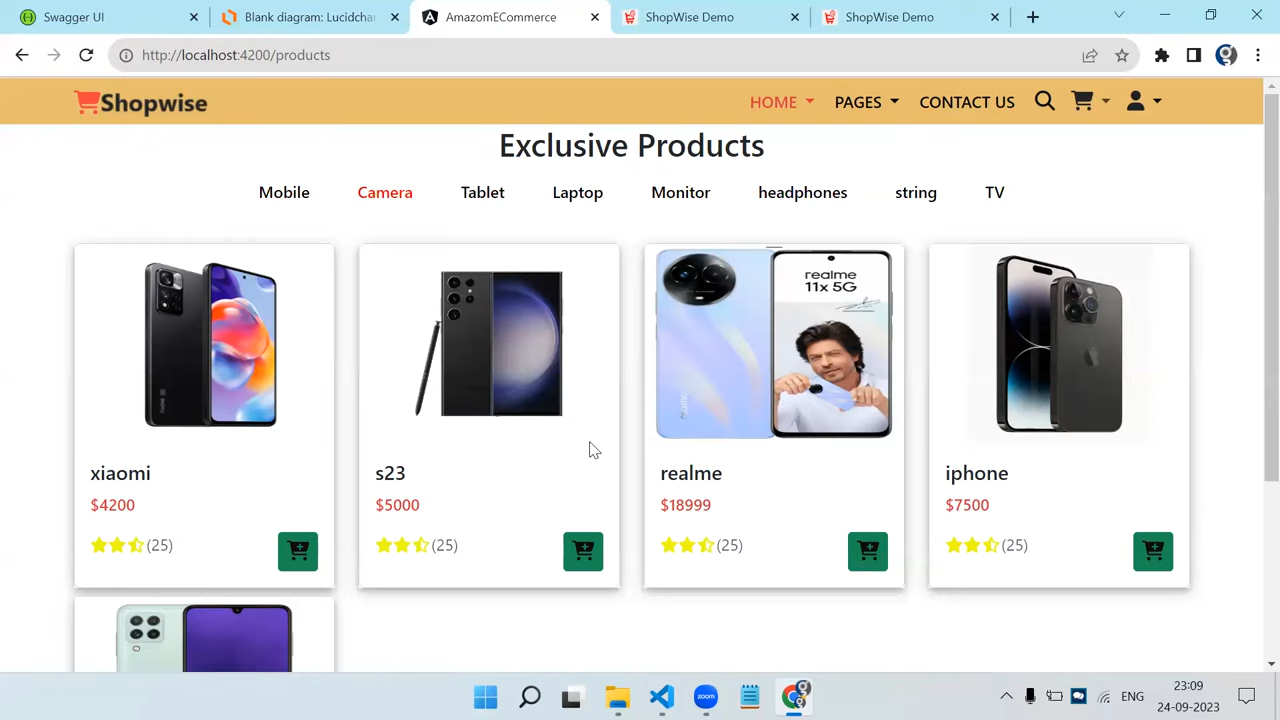 Swagger UI
Blank diagram: Lucidchar
AmazomECommerce
ShopWise Demo
ShopWise Demo
http://localhost:4200/products
Shopwise
HOME
PAGES
CONTACT US
Exclusive Products
Mobile
Camera
Tablet
Laptop
Monitor
headphones
string
TV
realme
11x 5G
realme
xiaomi
$4200
(25)
s23
$5000
(25)
realme
$18999
(25)
iphone
$7500
(25)
zoom
ENG
23:09
24-09-2023